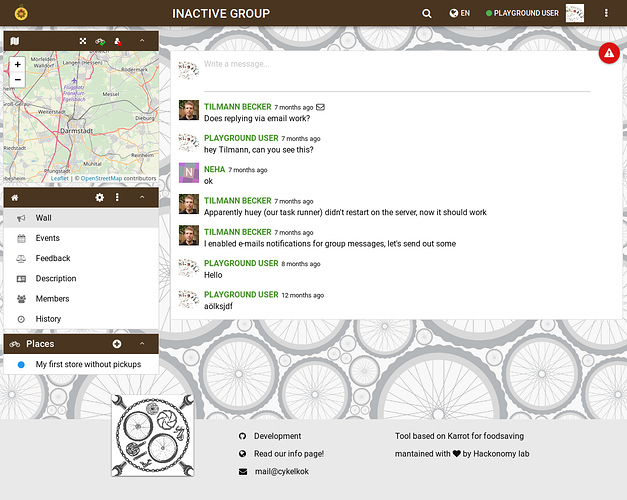 INACTIVE GROUP
EN
PLAYGROUND USER
+
−
Mörfelden-
Walldorf
Langen (Hessen)
Rödermark
Flughafen
Egelsbach
Messel
Weiterstadt
Dieburg
Darmstadt
Reinheim
Mühltal
Leaflet | © OpenStreetMap contributors
Wall
Events
Feedback
Description
Members
History
Places
My first store without pickups
Write a message...
TILMANN BECKER 7 months ago
Does replying via email work?
PLAYGROUND USER 7 months ago
hey Tilmann, can you see this?
N
NEHA 7 months ago
ok
TILMANN BECKER 7 months ago
Apparently huey (our task runner) didn't restart on the server, now it should work
TILMANN BECKER 7 months ago
I enabled e-mails notifications for group messages, let's send out some
PLAYGROUND USER 8 months ago
Hello
PLAYGROUND USER 12 months ago
aölksjdf
Development
Read our info page!
mail@cykelkok
Tool based on Karrot for foodsaving
mantained with ❤ by Hackonomy lab